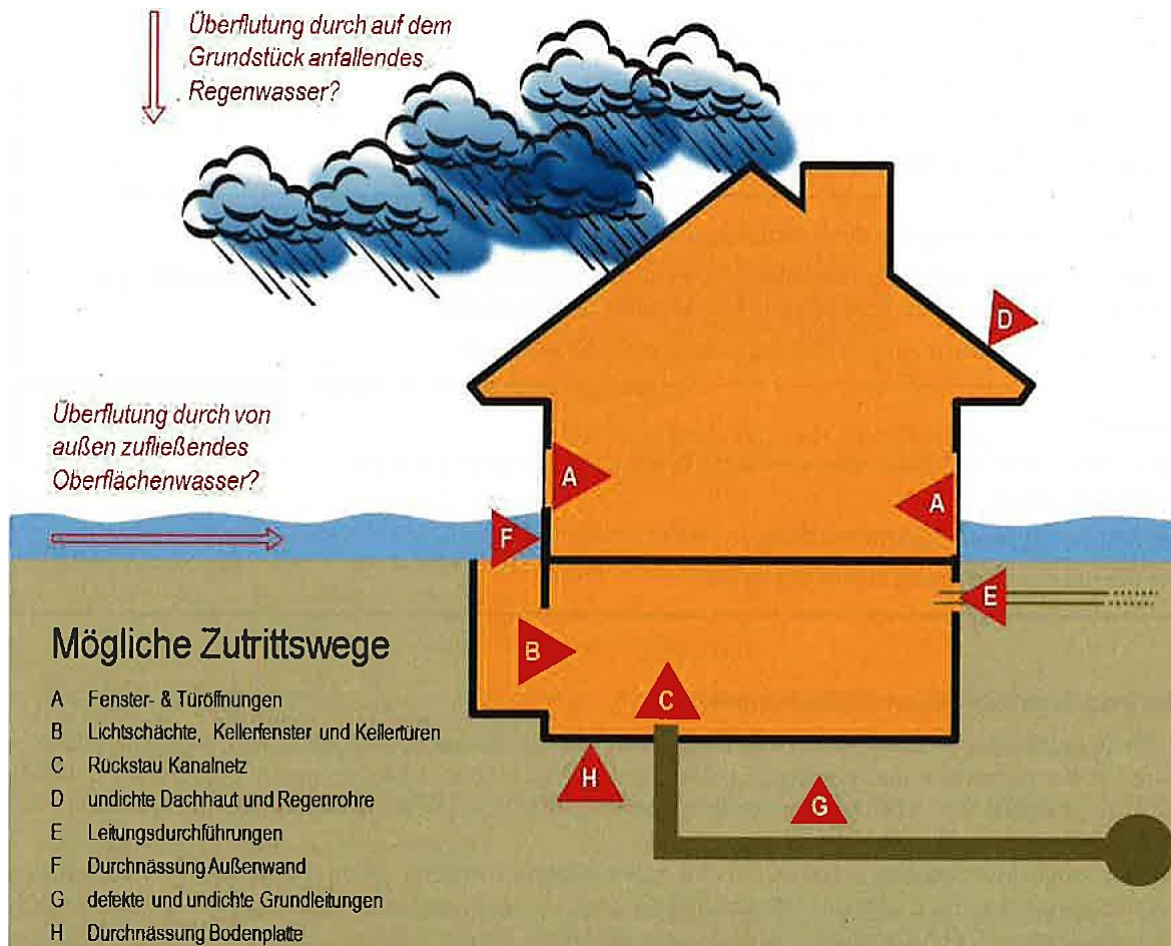 Überflutung durch auf dem
Grundstück anfallendes
Regenwasser?
D
Überflutung durch von
außen zufließendes
Oberflächenwasser?
A
A
F
E
B
C
H
G
Mögliche Zutrittswege
A Fenster- & Türöffnungen
B Lichtschächte, Kellerfenster und Kellertüren
C Rückstau Kanalnetz
D undichte Dachhaut und Regenrohre
E Leitungsdurchführungen
F Durchnässung Außenwand
G defekte und undichte Grundleitungen
H Durchnässung Bodenplatte